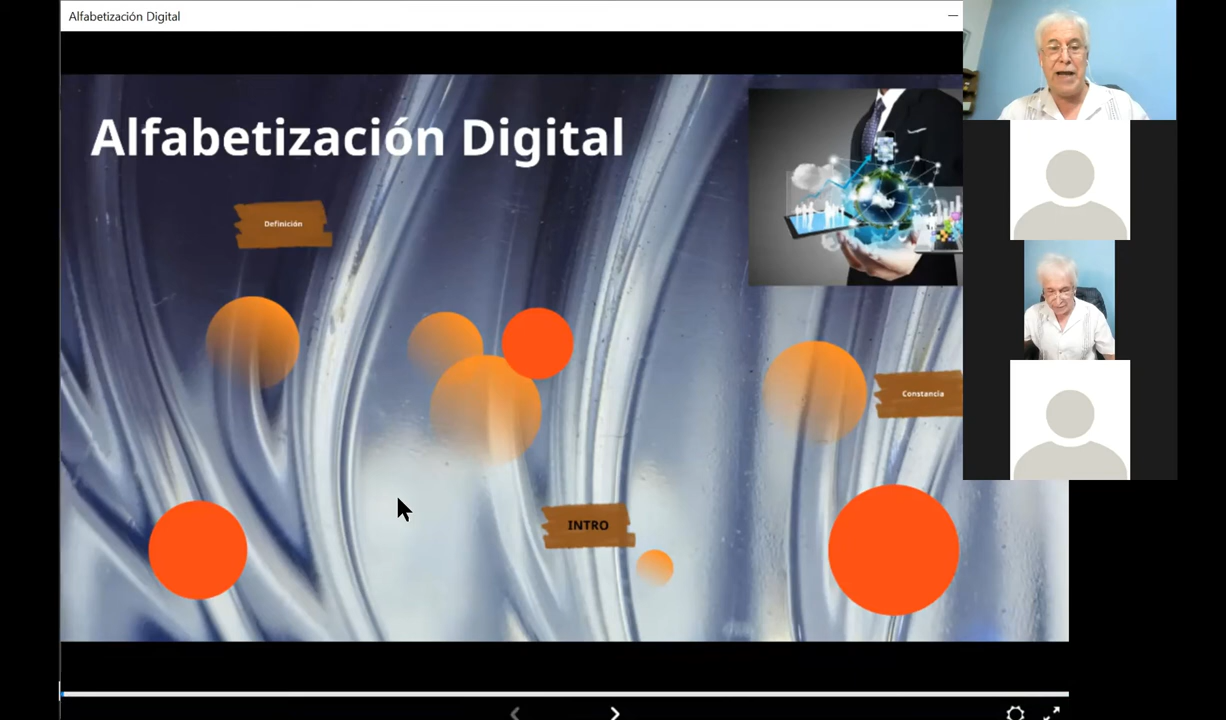 Alfabetización Digital
Alfabetización Digital
Definición
Constancia
INTRO